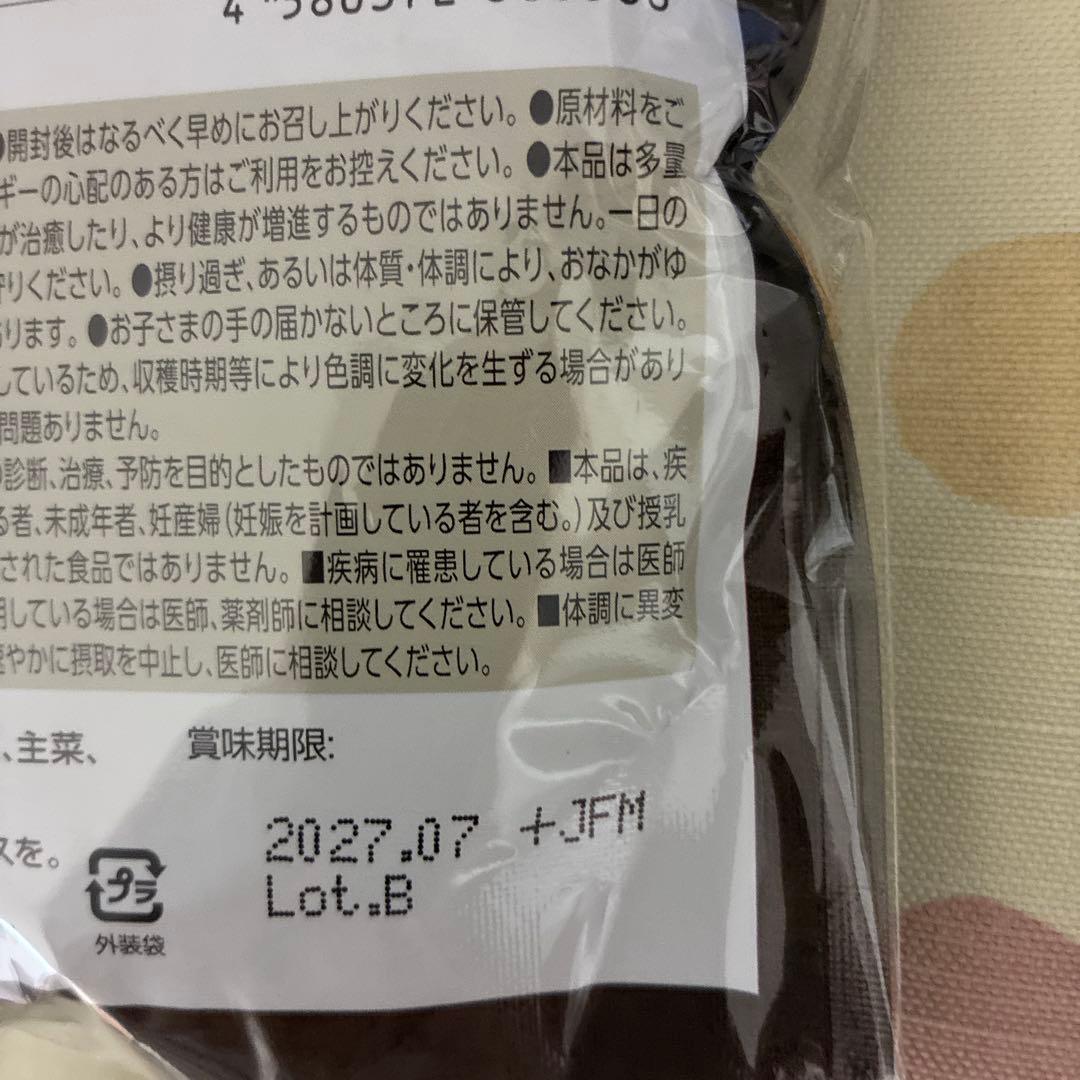 ●開封後はなるべく早めにお召し上がりください。●原材料をご
ギーの心配のある方はご利用をお控えください。●本品は多量
が治癒したり、より健康が増進するものではありません。一日の
守りください。●摂り過ぎ、あるいは体質・体調により、おなかがゆ
あります。●お子さまの手の届かないところに保管してください。
しているため、収穫時期等により色調に変化を生ずる場合があり
問題ありません。
診断、治療、予防を目的としたものではありません。■本品は、疾
る者、未成年者、妊産婦(妊娠を計画している者を含む。)及び授乳
された食品ではありません。■疾病に罹患している場合は医師
用している場合は医師、薬剤師に相談してください。■体調に異変
速やかに摂取を中止し、医師に相談してください。
、主菜、
賞味期限:
2027.07 +JFM
スを。
Lot.B
プラ
外装袋